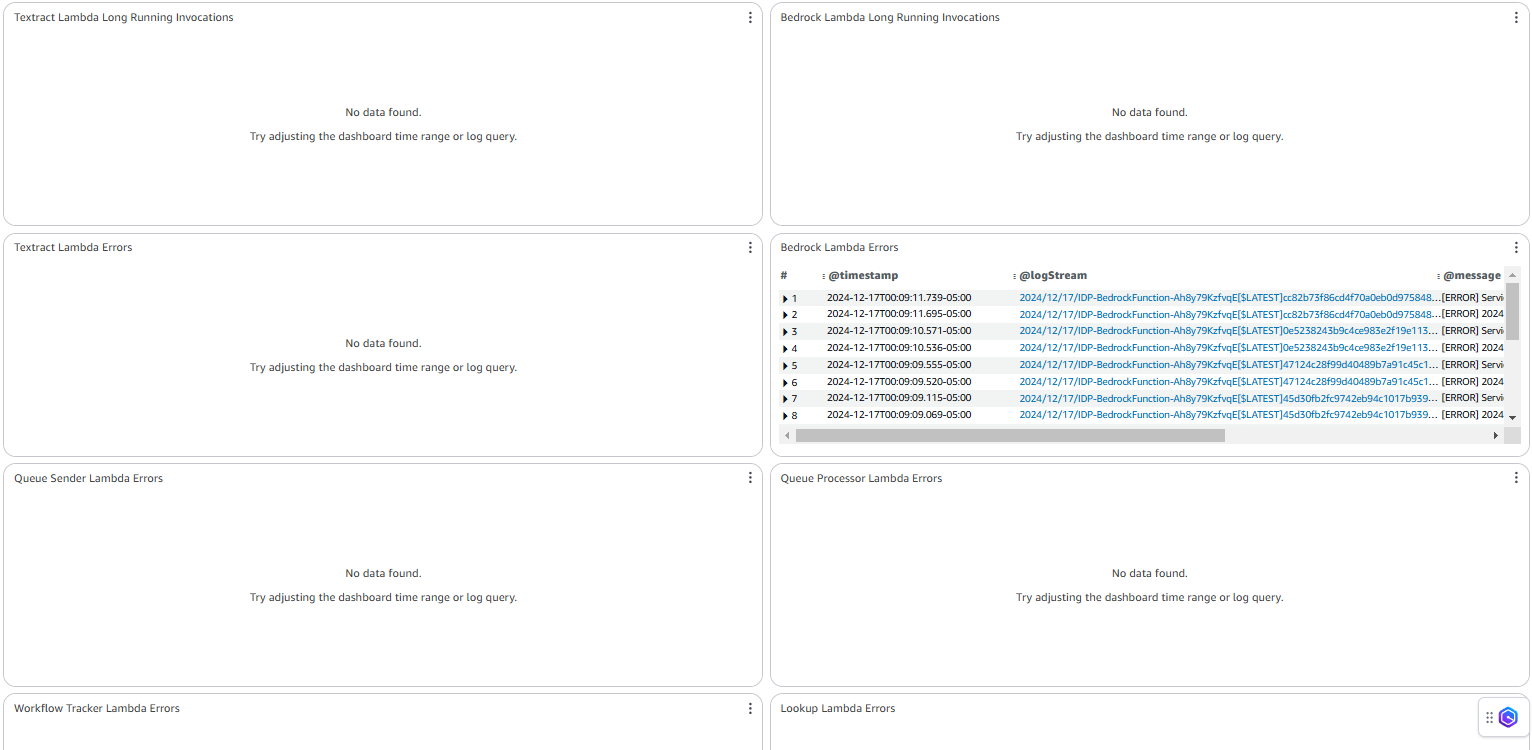 Textract Lambda Long Running Invocations
No data found.
Try adjusting the dashboard time range or log query.
Bedrock Lambda Long Running Invocations
No data found.
Try adjusting the dashboard time range or log query.
Textract Lambda Errors
No data found.
Try adjusting the dashboard time range or log query.
Bedrock Lambda Errors
# @timestamp @logStream @message
1 2024-12-17T00:09:11.739-05:00 2024/12/17/IDP-BedrockFunction-Ah8y79KzfvqE[$LATEST]cc82b73f86cd4f70a0eb0d975848... [ERROR] Servi
2 2024-12-17T00:09:11.695-05:00 2024/12/17/IDP-BedrockFunction-Ah8y79KzfvqE[$LATEST]cc82b73f86cd4f70a0eb0d975848... [ERROR] 2024
3 2024-12-17T00:09:10.571-05:00 2024/12/17/IDP-BedrockFunction-Ah8y79KzfvqE[$LATEST]0e5238243b9c4ce983e2f19e113... [ERROR] Servi
4 2024-12-17T00:09:10.536-05:00 2024/12/17/IDP-BedrockFunction-Ah8y79KzfvqE[$LATEST]0e5238243b9c4ce983e2f19e113... [ERROR] 2024
5 2024-12-17T00:09:09.555-05:00 2024/12/17/IDP-BedrockFunction-Ah8y79KzfvqE[$LATEST]47124c28f99d40489b7a91c45c1... [ERROR] Servi
6 2024-12-17T00:09:09.520-05:00 2024/12/17/IDP-BedrockFunction-Ah8y79KzfvqE[$LATEST]47124c28f99d40489b7a91c45c1... [ERROR] 2024
7 2024-12-17T00:09:09.115-05:00 2024/12/17/IDP-BedrockFunction-Ah8y79KzfvqE[$LATEST]45d30fb2fc9742eb94c1017b939... [ERROR] Servi
8 2024-12-17T00:09:09.069-05:00 2024/12/17/IDP-BedrockFunction-Ah8y79KzfvqE[$LATEST]45d30fb2fc9742eb94c1017b939... [ERROR] 2024
Queue Sender Lambda Errors
No data found.
Try adjusting the dashboard time range or log query.
Queue Processor Lambda Errors
No data found.
Try adjusting the dashboard time range or log query.
Workflow Tracker Lambda Errors
Lookup Lambda Errors